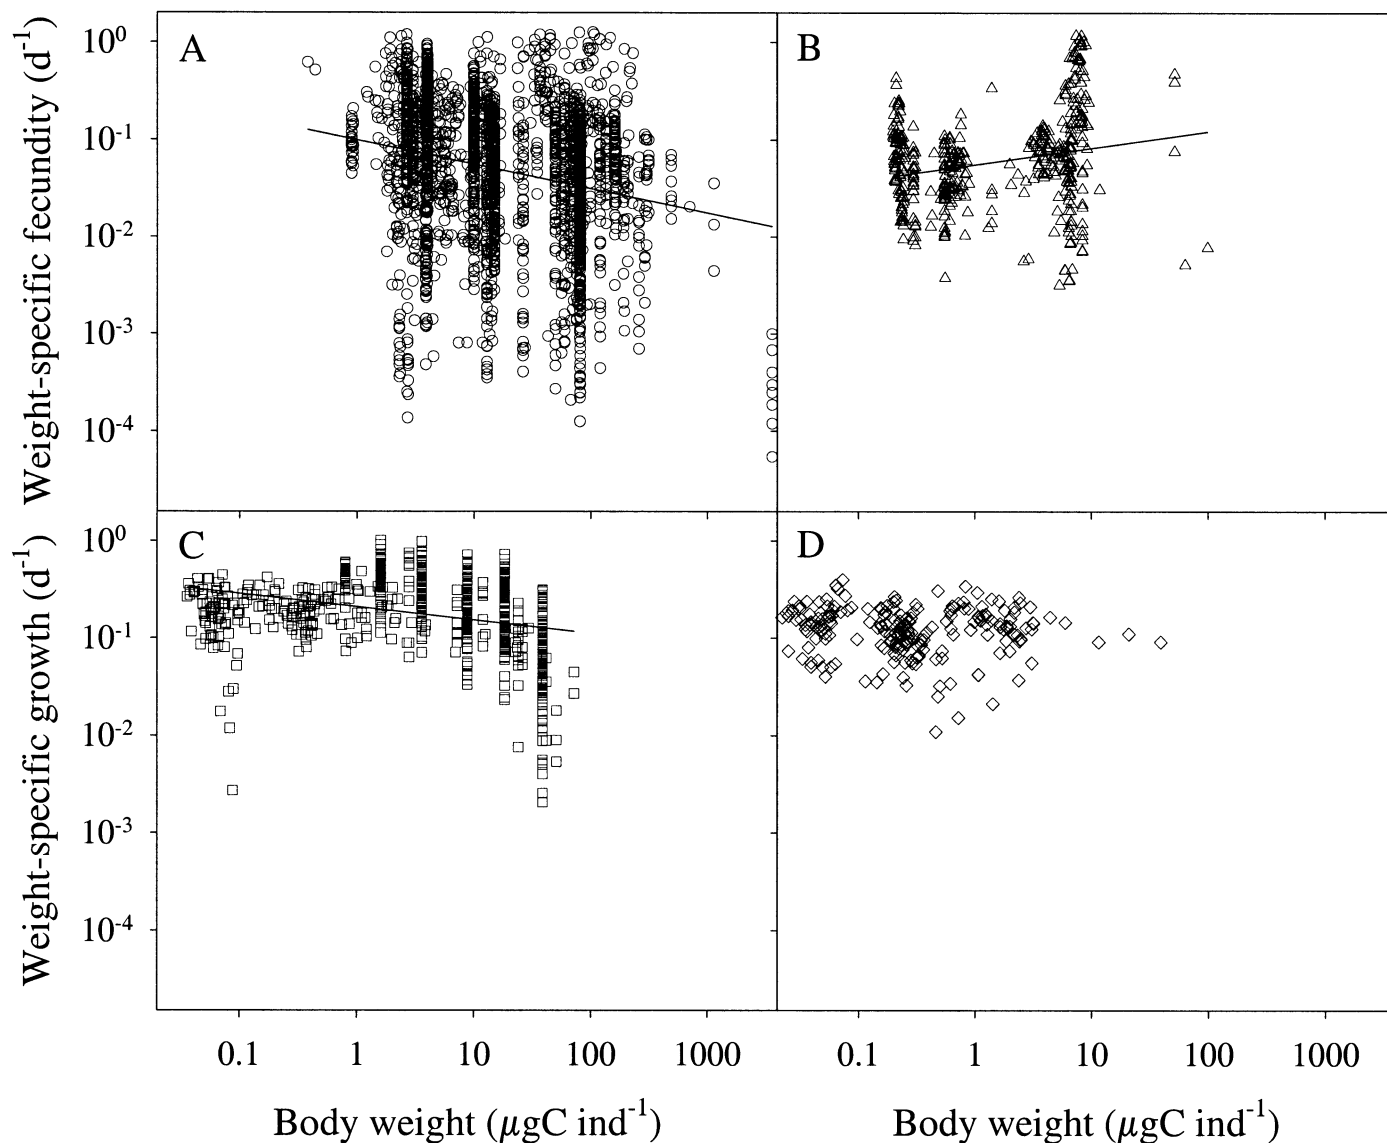 Weight-specific fecundity (d⁻¹)
A
B
10⁰
10⁻¹
10⁻²
10⁻³
10⁻⁴
Weight-specific growth (d⁻¹)
C
D
10⁰
10⁻¹
10⁻²
10⁻³
10⁻⁴
0.1 1 10 100 1000
0.1 1 10 100 1000
Body weight (μgC ind⁻¹)
Body weight (μgC ind⁻¹)